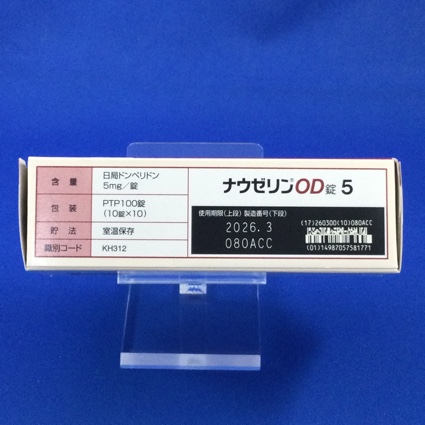 含量
日局ドンペリドン
5mg／錠
包装
PTP100錠
(10錠×10)
貯法
室温保存
識別コード
KH312
ナウゼリン®OD錠5
使用期限(上段) 製造番号(下段)
2026.3
080ACC
(17)260300(10)080ACC
(01)14987057581771